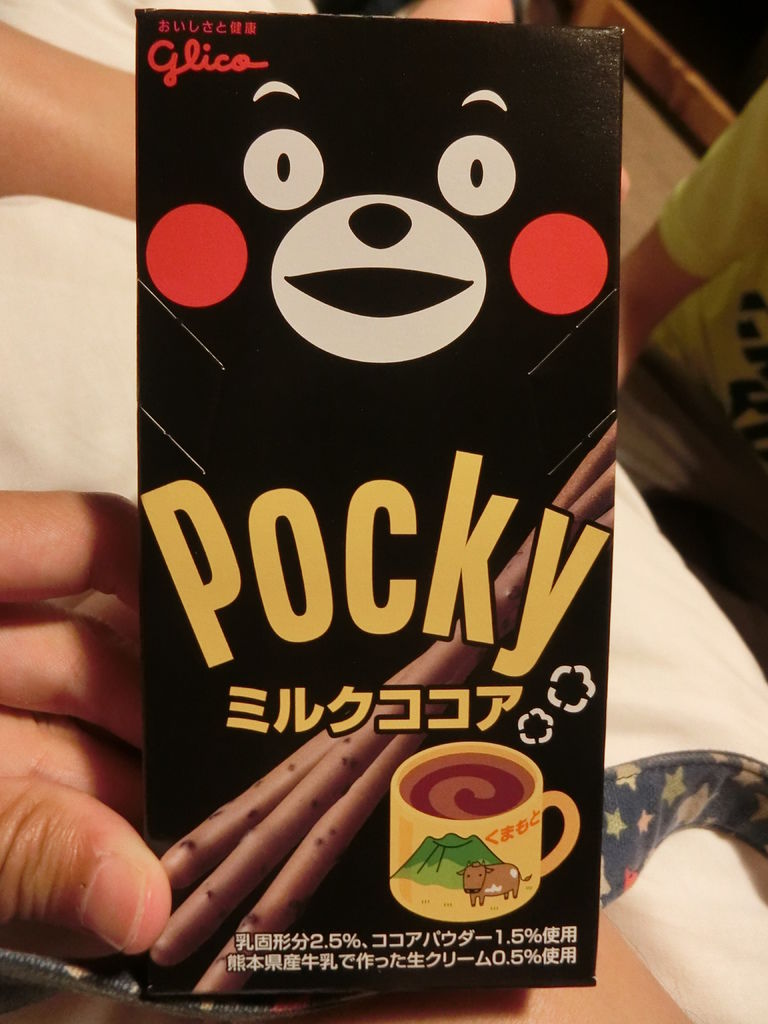 おいしさと健康
Glico
Pocky
ミルクココア
くまもと
乳固形分2.5%、ココアパウダー1.5%使用
熊本県産牛乳で作った生クリーム0.5%使用